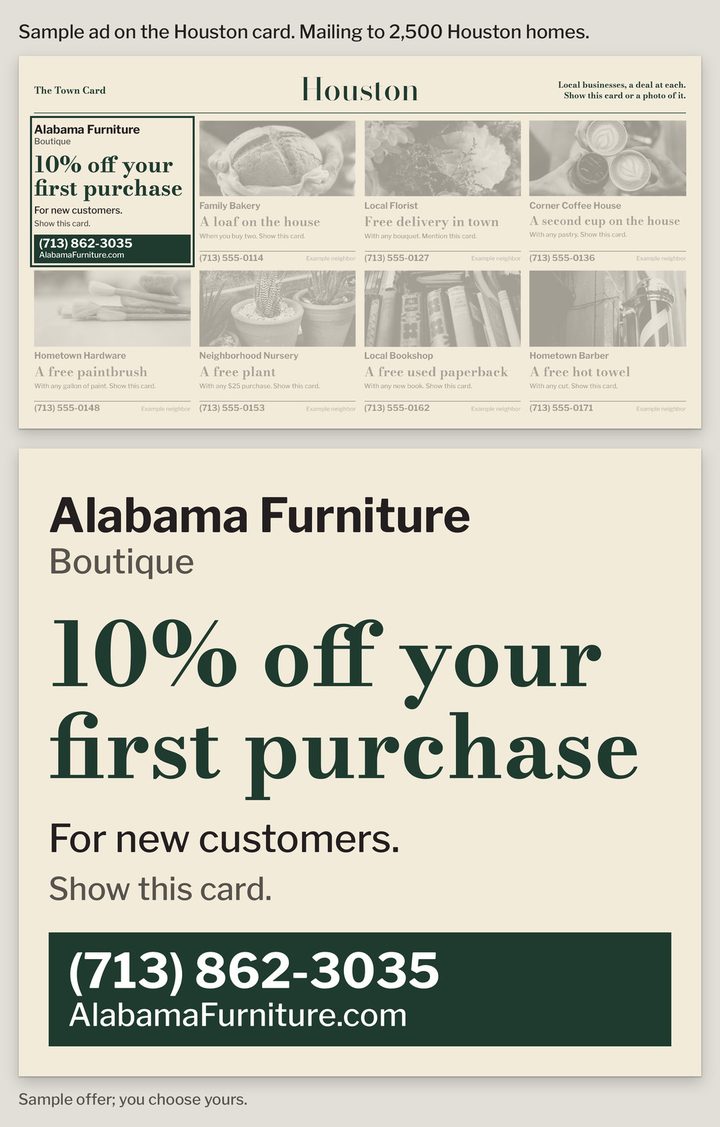 Sample ad on the Houston card. Mailing to 2,500 Houston homes.
The Town Card
Houston
Local businesses, a deal at each.
Show this card or a photo of it.
Alabama Furniture
Boutique
10% off your
first purchase
For new customers.
Show this card.
(713) 862-3035
AlabamaFurniture.com
Family Bakery
A loaf on the house
When you buy two. Show this card.
(713) 555-0114
Example neighbor
Local Florist
Free delivery in town
With any bouquet. Mention this card.
(713) 555-0127
Example neighbor
Corner Coffee House
A second cup on the house
With any pastry. Show this card.
(713) 555-0136
Example neighbor
Hometown Hardware
A free paintbrush
With any gallon of paint. Show this card.
(713) 555-0148
Example neighbor
Neighborhood Nursery
A free plant
With any $25 purchase. Show this card.
(713) 555-0153
Example neighbor
Local Bookshop
A free used paperback
With any new book. Show this card.
(713) 555-0162
Example neighbor
Hometown Barber
A free hot towel
With any cut. Show this card.
(713) 555-0171
Example neighbor
Alabama Furniture
Boutique
10% off your
first purchase
For new customers.
Show this card.
(713) 862-3035
AlabamaFurniture.com
Sample offer; you choose yours.